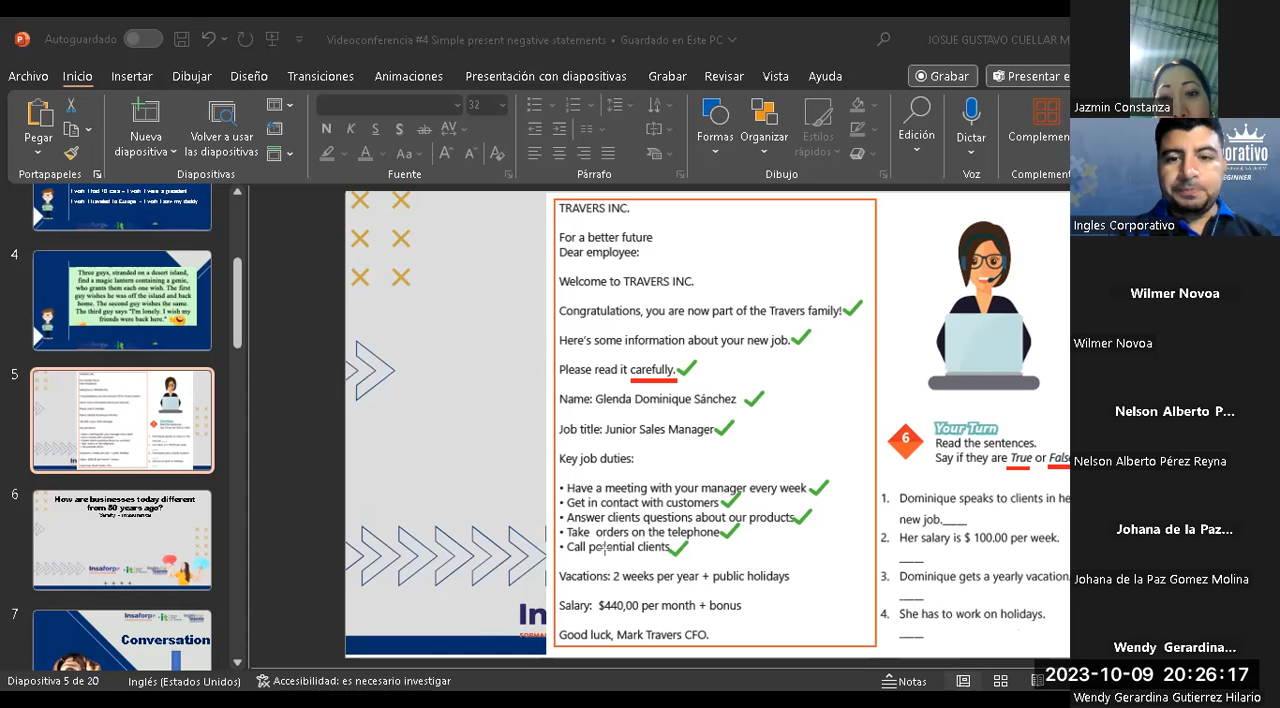 Autoguardado
Videoconferencia #4 Simple present negative statements • Guardado en Este PC
JOSUE GUSTAVO CUELLAR M
Archivo Inicio Insertar Dibujar Diseño Transiciones Animaciones Presentación con diapositivas Grabar Revisar Vista Ayuda
Grabar
Presentar e
32
Pegar
Nueva diapositiva
Volver a usar las diapositivas
N K S S ab AV
Aa A A
Formas
Organizar
Estilos rápidos
Edición
Dictar
Complemen
Portapapeles
Diapositivas
Fuente
Párrafo
Dibujo
Voz
Complement
4
Three guys, stranded on a desert island,
find a magic lantern containing a genie,
who grants them each one wish. The first
guy wishes he was off the island and back
home. The second guy wishes the same.
The third guy says "I'm lonely. I wish my
friends were back here."
5
6
How are businesses today different
from 50 years ago?
7
Conversation
TRAVERS INC.
For a better future
Dear employee:
Welcome to TRAVERS INC.
Congratulations, you are now part of the Travers family!
Here's some information about your new job.
Please read it carefully.
Name: Glenda Dominique Sánchez
Job title: Junior Sales Manager
Key job duties:
• Have a meeting with your manager every week
• Get in contact with customers
• Answer clients questions about our products
• Take orders on the telephone
• Call potential clients
Vacations: 2 weeks per year + public holidays
Salary: $440,00 per month + bonus
Good luck, Mark Travers CFO.
6
Your Turn
Read the sentences.
Say if they are True or Fals
1. Dominique speaks to clients in he
new job.____
2. Her salary is $ 100.00 per week.
____
3. Dominique gets a yearly vacation.
____
4. She has to work on holidays.
____
In
Diapositiva 5 de 20
Inglés (Estados Unidos)
Accesibilidad: es necesario investigar
Notas
Jazmin Constanza
orativo
Ingles Corporativo
Wilmer Novoa
Wilmer Novoa
Nelson Alberto P...
Nelson Alberto Pérez Reyna
Johana de la Paz...
Johana de la Paz Gomez Molina
Wendy Gerardina...
2023-10-09 20:26:17
Wendy Gerardina Gutierrez Hilario